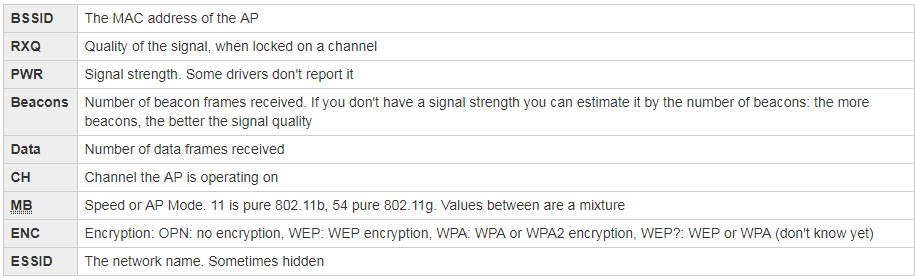 BSSID The MAC address of the AP
RXQ Quality of the signal, when locked on a channel
PWR Signal strength. Some drivers don't report it
Beacons Number of beacon frames received. If you don't have a signal strength you can estimate it by the number of beacons: the more
beacons, the better the signal quality
Data Number of data frames received
CH Channel the AP is operating on
MB Speed or AP Mode. 11 is pure 802.11b, 54 pure 802.11g. Values between are a mixture
ENC Encryption: OPN: no encryption, WEP: WEP encryption, WPA: WPA or WPA2 encryption, WEP?: WEP or WPA (don't know yet)
ESSID The network name. Sometimes hidden